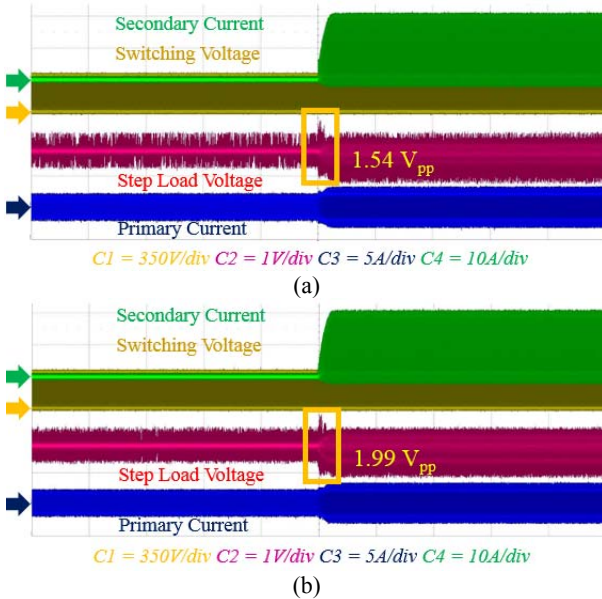 Secondary Current
Switching Voltage
1.54 Vpp
Step Load Voltage
Primary Current
C1 = 350V/div C2 = 1V/div C3 = 5A/div C4 = 10A/div
(a)
Secondary Current
Switching Voltage
1.99 Vpp
Step Load Voltage
Primary Current
C1 = 350V/div C2 = 1V/div C3 = 5A/div C4 = 10A/div
(b)